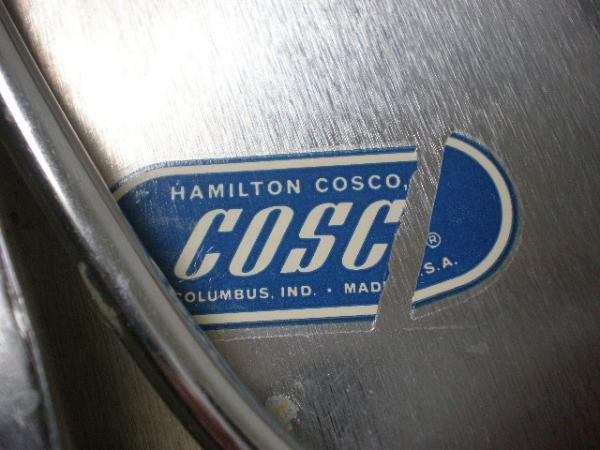 HAMILTON COSCO,
COSC ®
COLUMBUS, IND. • MAD .S.A.